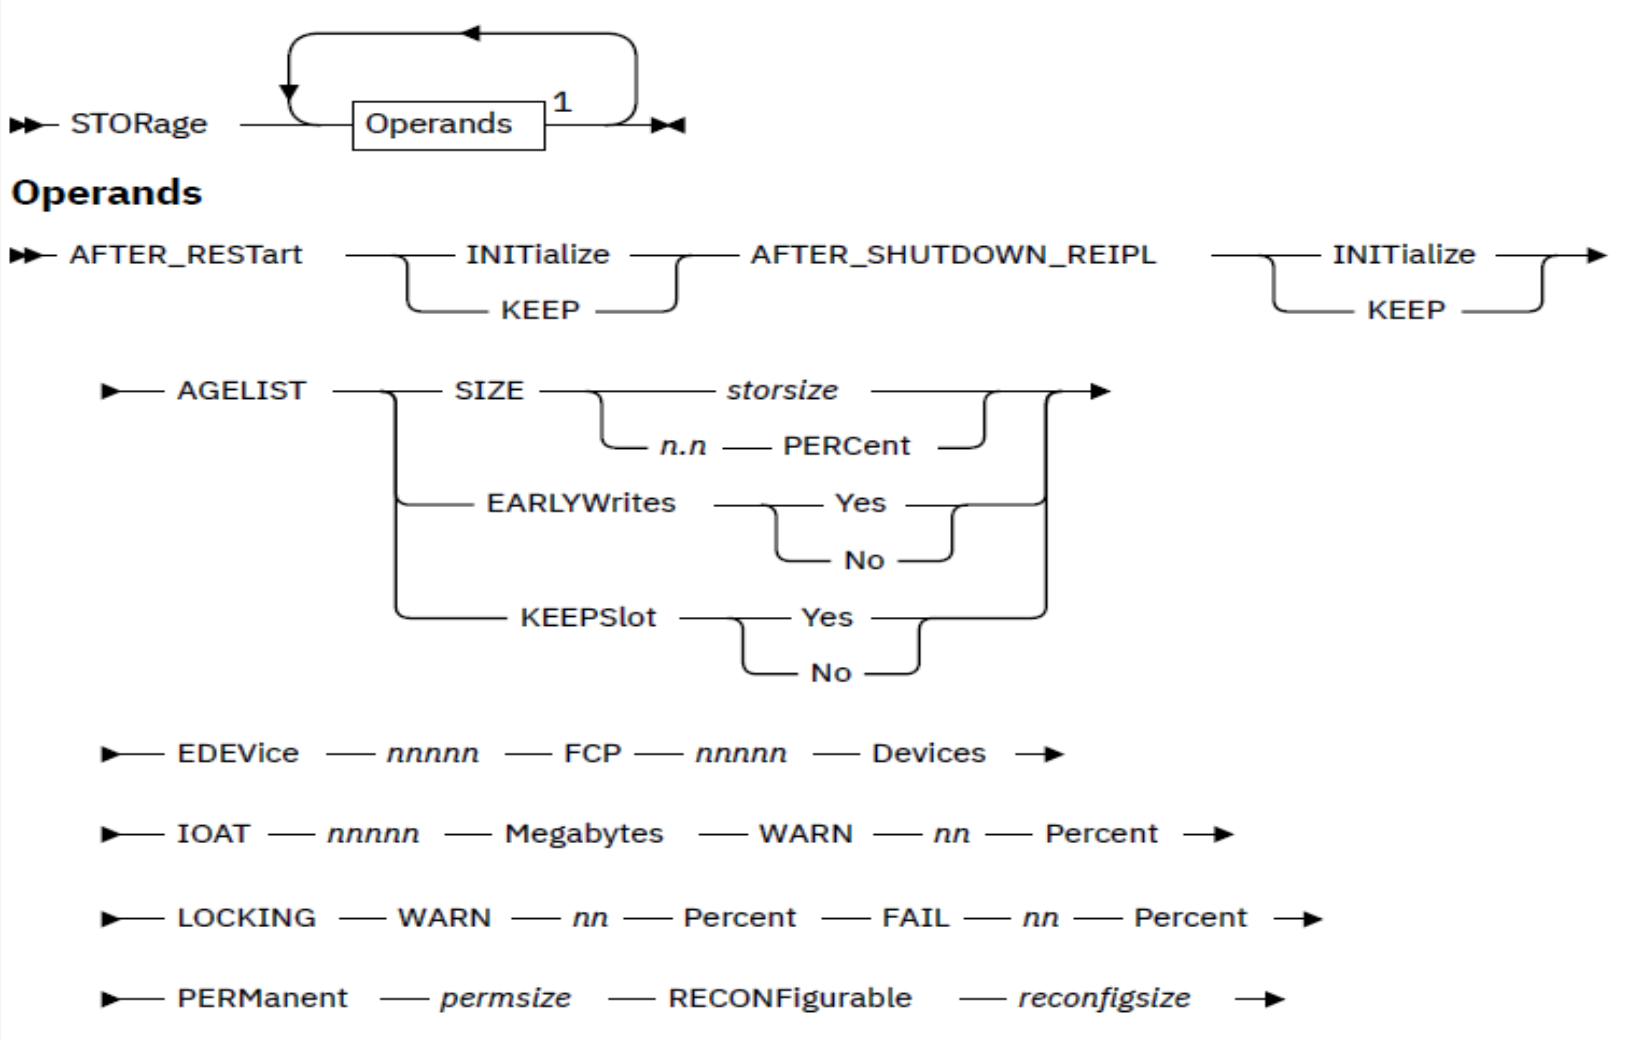 1
STORage Operands
Operands
AFTER_RESTart INITialize AFTER_SHUTDOWN_REIPL INITialize
KEEP KEEP
AGELIST SIZE storsize
n.n PERCent
EARLYWrites Yes
No
KEEPSlot Yes
No
EDEVice nnnnn FCP nnnnn Devices
IOAT nnnnn Megabytes WARN nn Percent
LOCKING WARN nn Percent FAIL nn Percent
PERManent permsize RECONFigurable reconfigsize